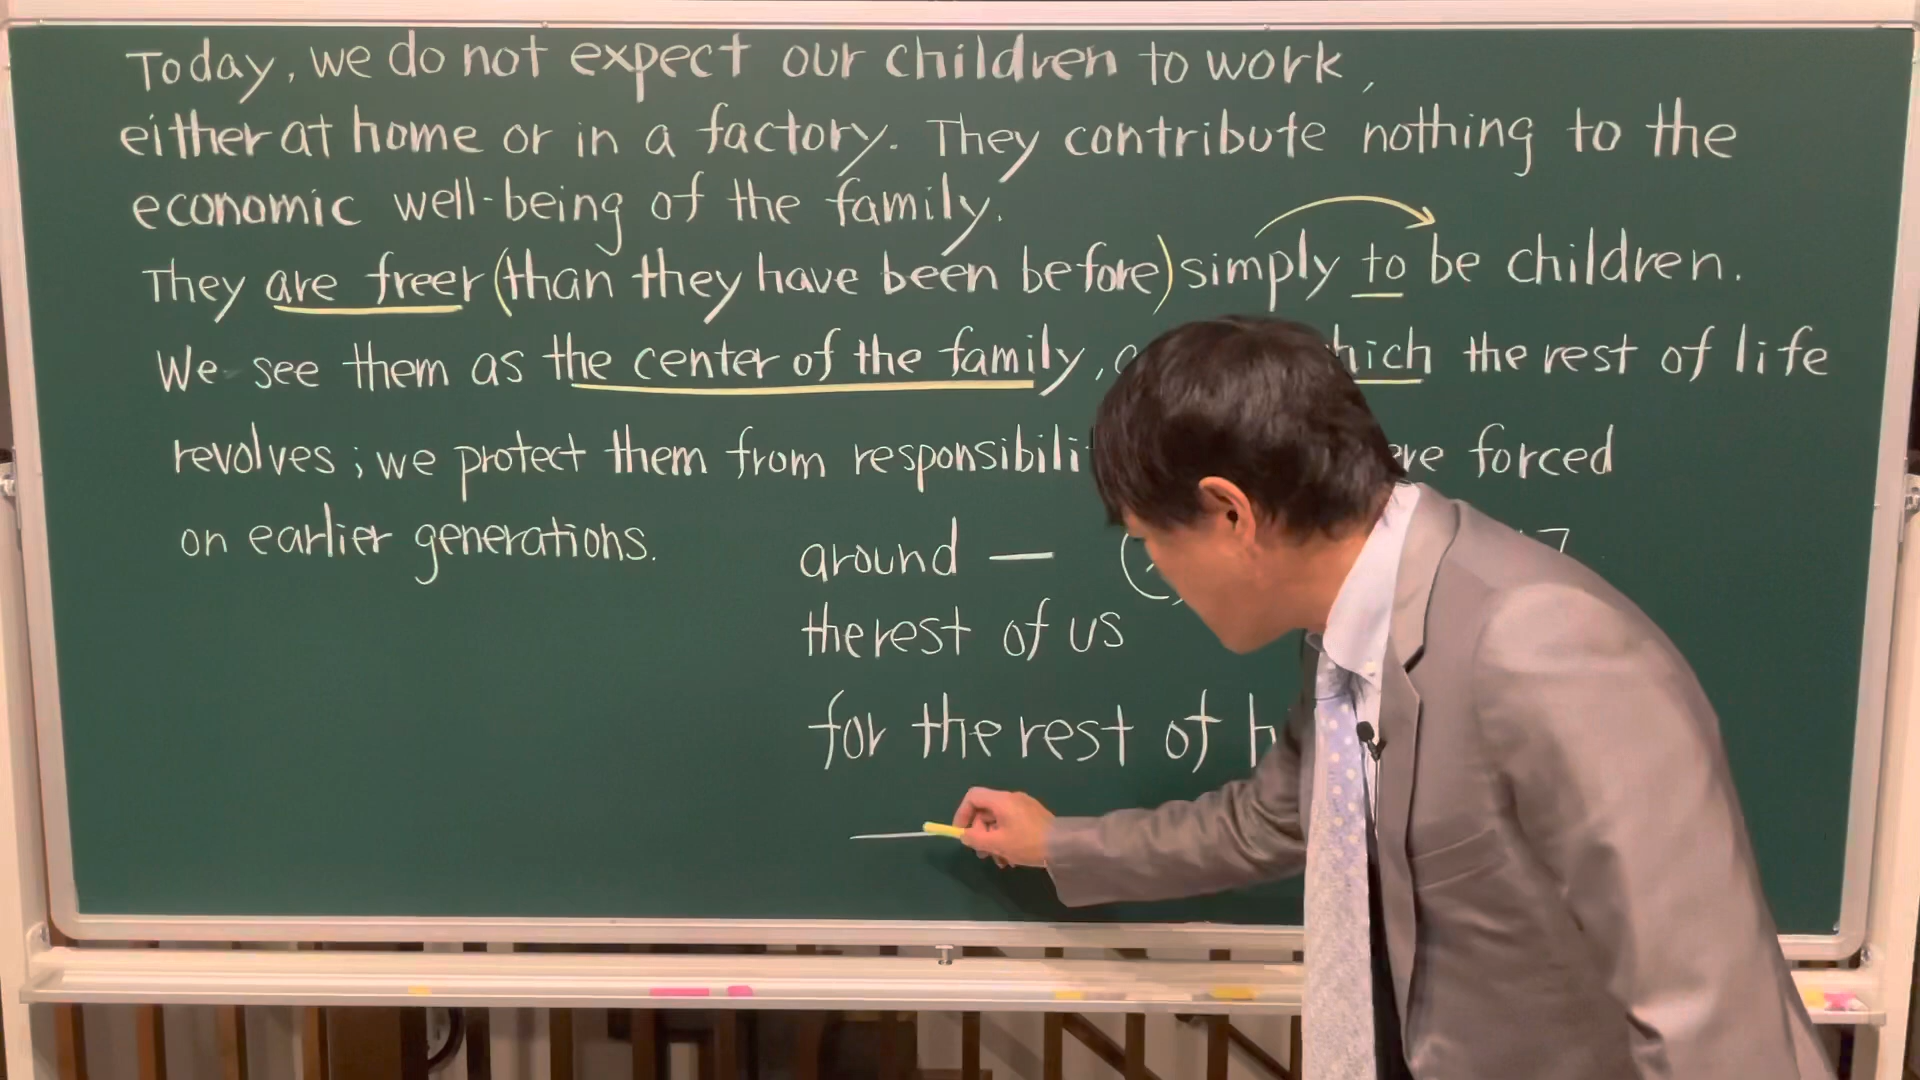 Today, we do not expect our children to work,
either at home or in a factory. They contribute nothing to the
economic well-being of the family.
They are freer (than they have been before) simply to be children.
We see them as the center of the family, the rest of life
revolves; we protect them from forced
on earlier generations.
around —
the rest of us
for the rest of